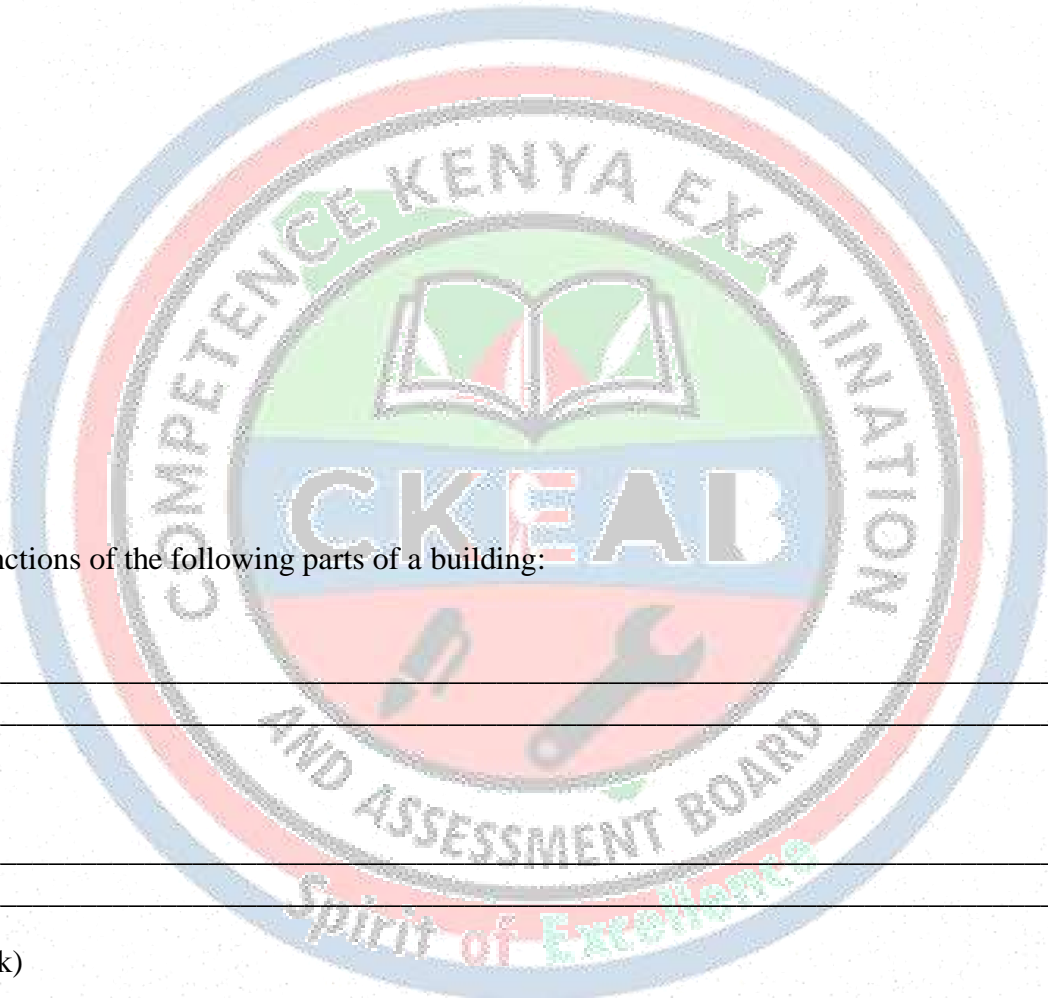 COMPETENCE KENYA EXAMINATION
CKEAB
nctions of the following parts of a building:
AND ASSESSMENT BOARD
Spirit of Excellence
k)